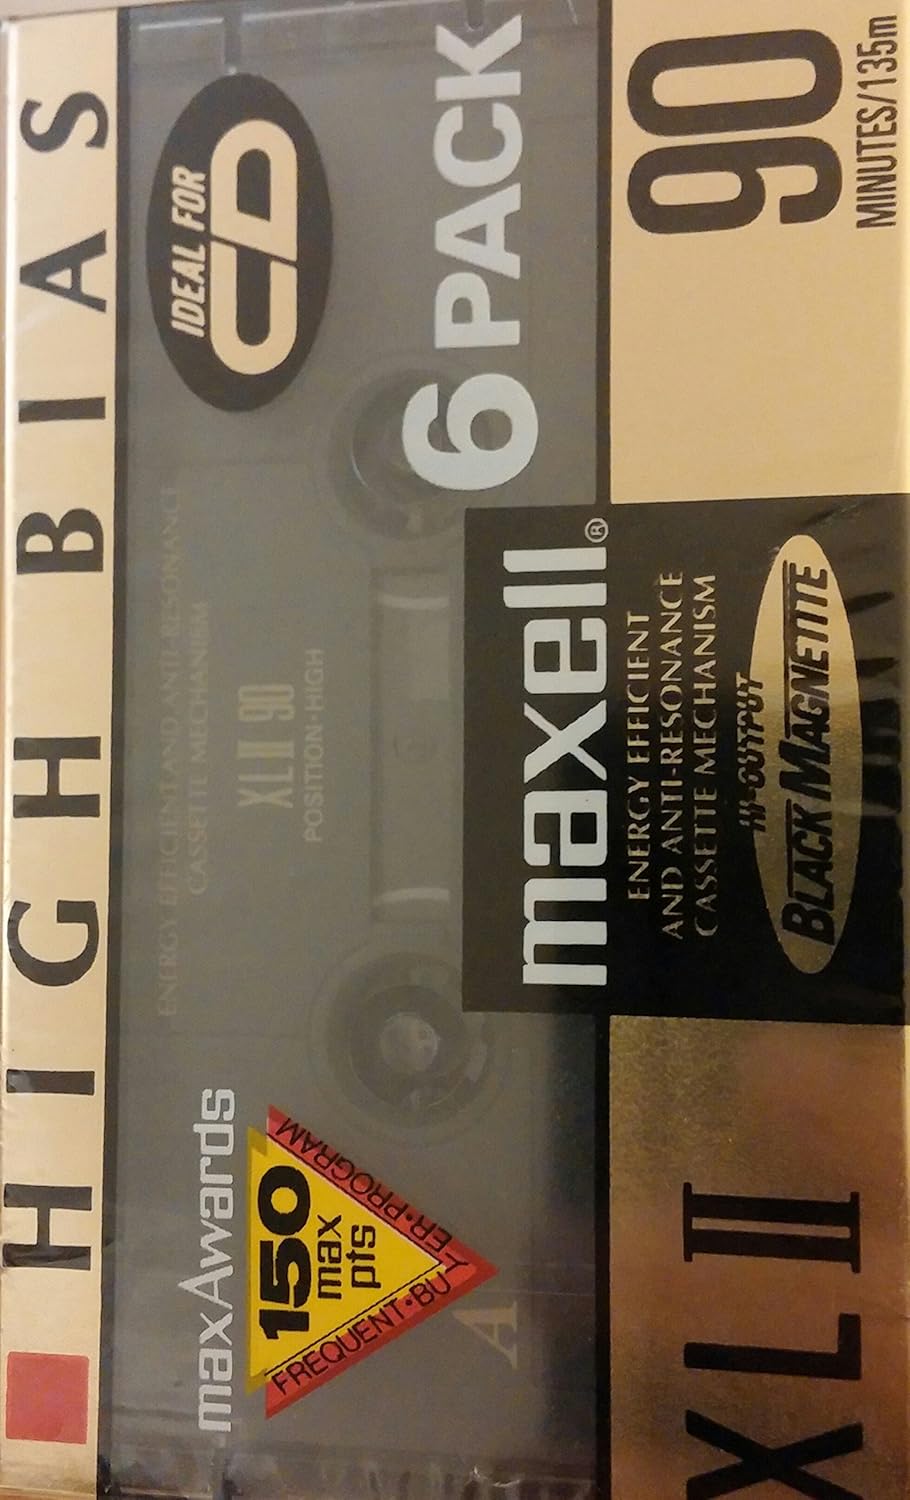 HIGH BIAS
IDEAL FOR
CD
maxAwards
150
max
pts
FREQUENT•BUYER•PROGRAM
ENERGY EFFICIENT AND ANTI-RESONANCE
CASSETTE MECHANISM
XLII 90
POSITION•HIGH
A
6 PACK
maxell®
ENERGY EFFICIENT
AND ANTI-RESONANCE
CASSETTE MECHANISM
HI-OUTPUT
BLACK MAGNETITE
XL II
90
MINUTES/135m